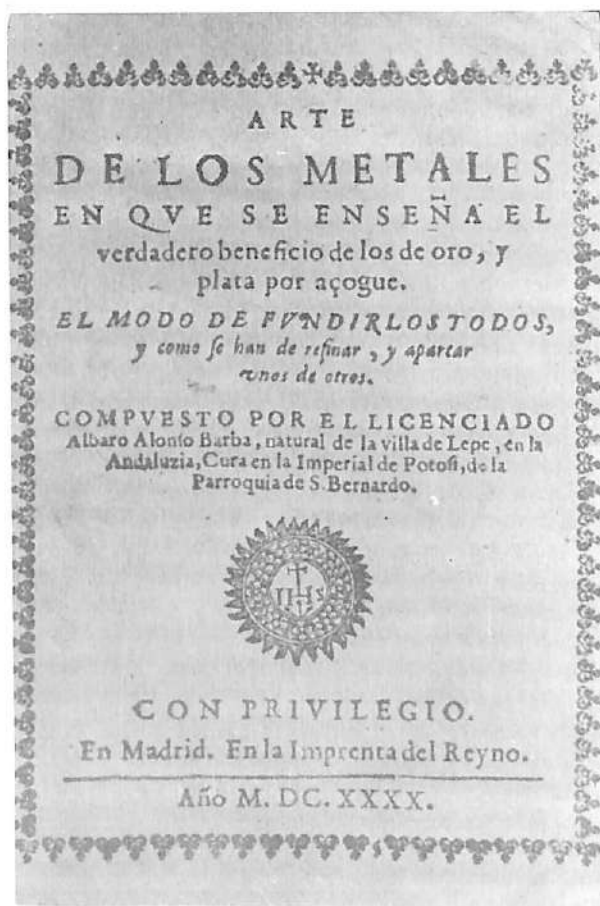 ARTE
DE LOS METALES
EN QVE SE ENSEÑA EL
verdadero beneficio de los de oro, y
plata por açogue.
EL MODO DE FVNDIRLOS TODOS,
y como ſe han de refinar, y apartar
vnos de otros.
COMPVESTO POR EL LICENCIADO
Albaro Alonſo Barba, natural de la villa de Lepe, en la
Andaluzia, Cura en la Imperial de Potoſi, de la
Parroquia de S. Bernardo.
IHS
CON PRIVILEGIO.
En Madrid. En la Imprenta del Reyno.
Año M. DC. XXXX.